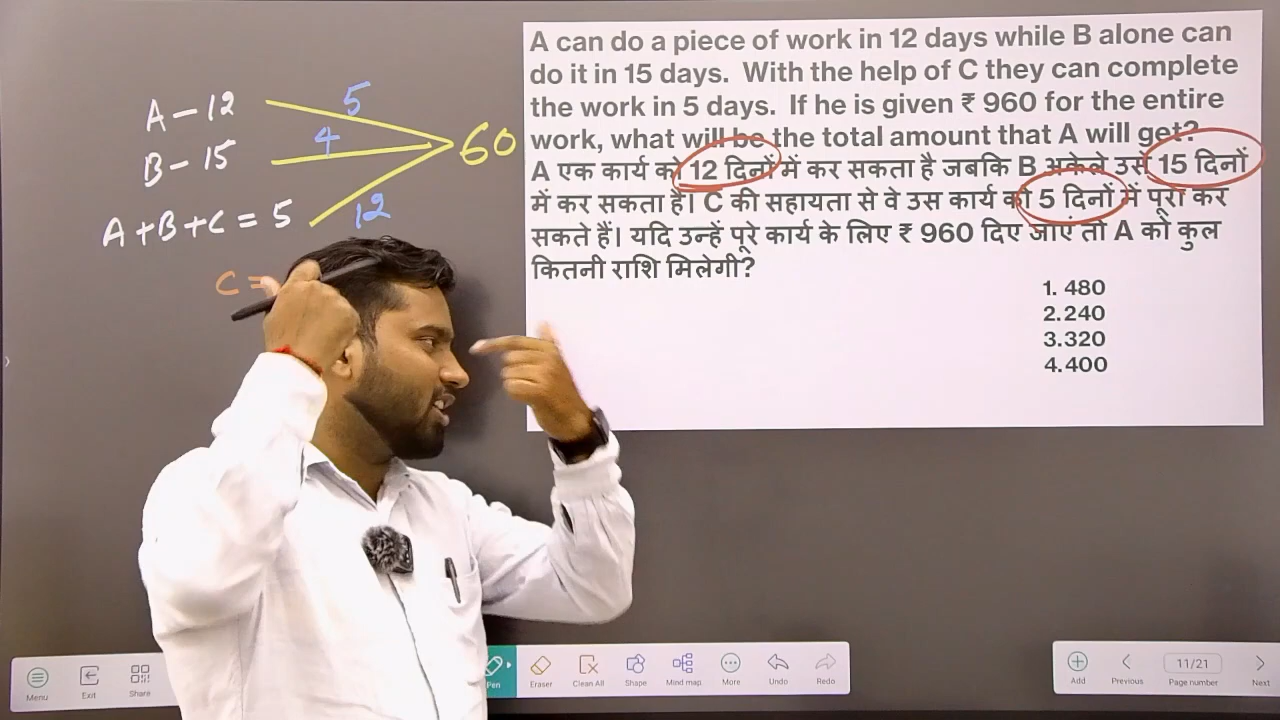 A - 12
5
B - 15
4
60
A+B+C = 5
12
C =
A can do a piece of work in 12 days while B alone can
do it in 15 days. With the help of C they can complete
the work in 5 days. If he is given ₹ 960 for the entire
work, what will be the total amount that A will get?
A एक कार्य को 12 दिनों में कर सकता है जबकि B अकेले उसे 15 दिनों
में कर सकता है। C की सहायता से वे उस कार्य को 5 दिनों में पूरा कर
सकते हैं। यदि उन्हें पूरे कार्य के लिए ₹ 960 दिए जाएं तो A को कुल
कितनी राशि मिलेगी?
1. 480
2.240
3.320
4.400
Menu
Exit
Share
Pen
Eraser
Clean All
Shape
Mind map
More
Undo
Redo
Add
Previous
11/21
Page number
Next